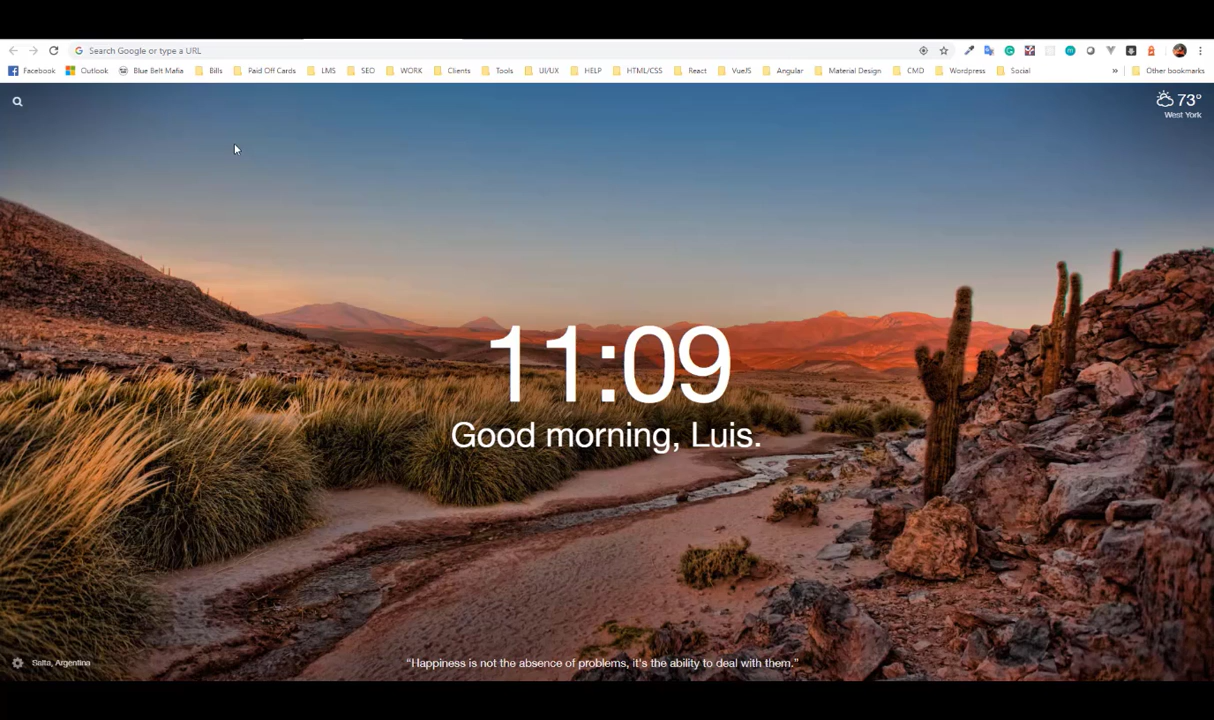 Search Google or type a URL
Facebook Outlook Blue Belt Mafia Bills Paid Off Cards LMS SEO WORK Clients Tools UI/UX HELP HTML/CSS React VueJS Angular Material Design CMD Wordpress Social » Other bookmarks
73°
West York
11:09
Good morning, Luis.
Salta, Argentina
“Happiness is not the absence of problems, it's the ability to deal with them.”